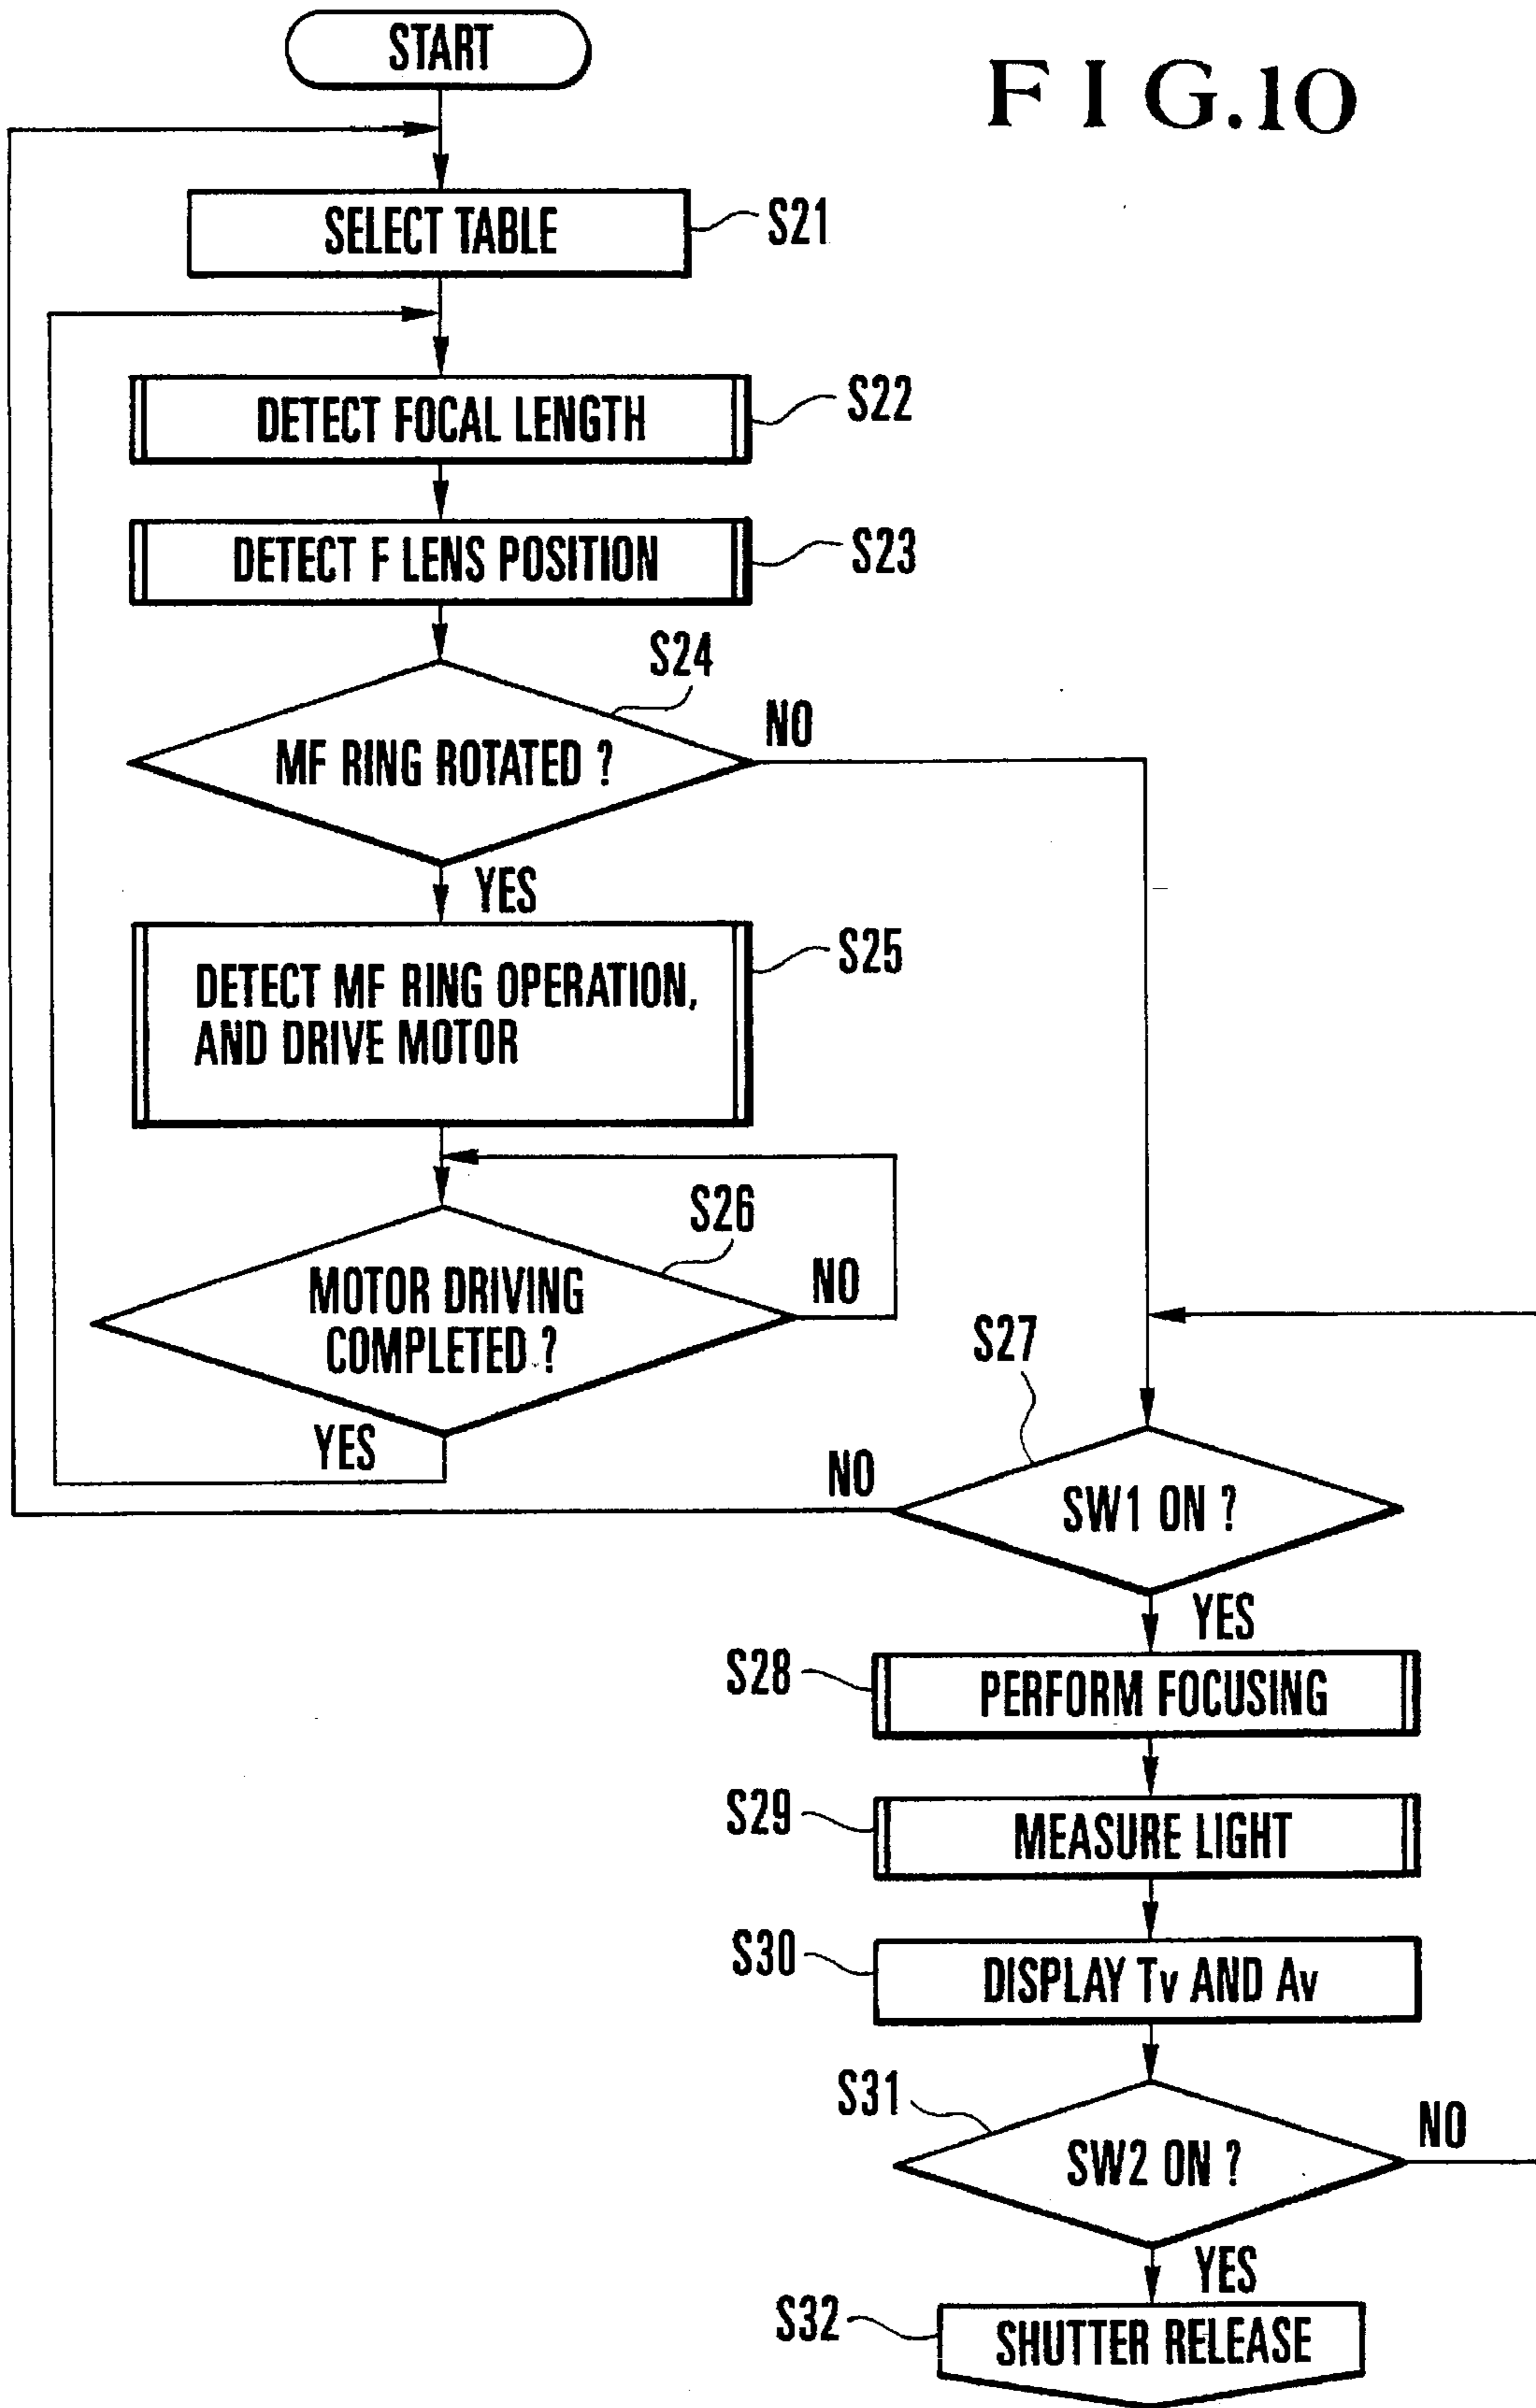 START
F I G.10
SELECT TABLE
S21
DETECT FOCAL LENGTH
S22
DETECT F LENS POSITION
S23
S24
MF RING ROTATED ?
NO
YES
S25
DETECT MF RING OPERATION,
AND DRIVE MOTOR
S26
MOTOR DRIVING
COMPLETED ?
NO
YES
S27
NO
SW1 ON ?
YES
S28
PERFORM FOCUSING
S29
MEASURE LIGHT
S30
DISPLAY Tv AND Av
S31
SW2 ON ?
NO
YES
S32
SHUTTER RELEASE